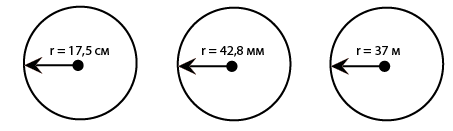 r = 17,5 см
r = 42,8 мм
r = 37 м